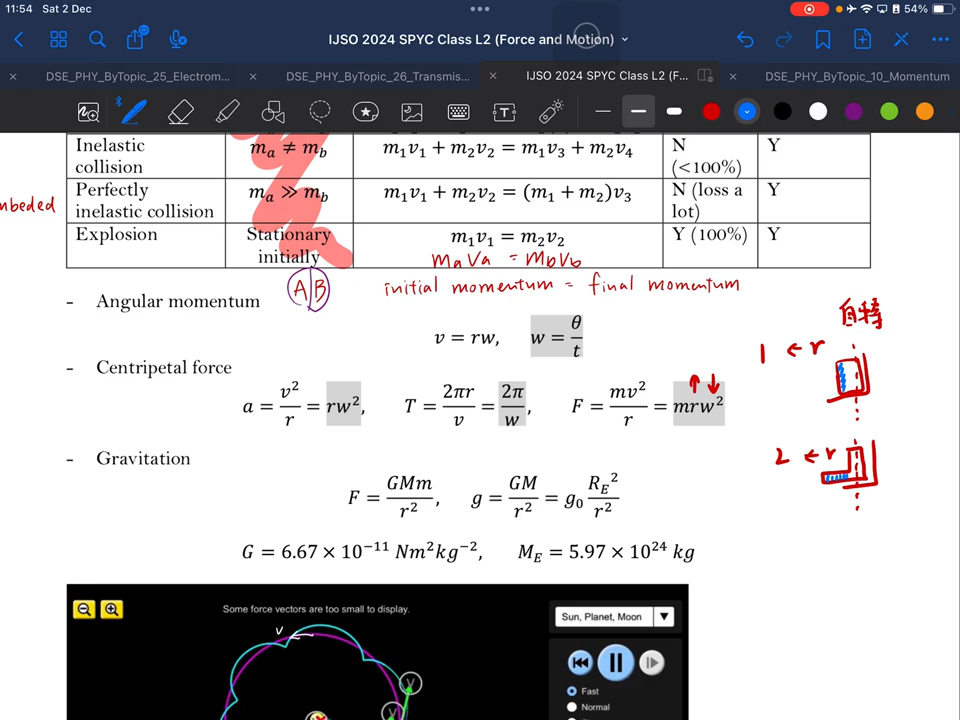 11:54 Sat 2 Dec
54%
IJSO 2024 SPYC Class L2 (Force and Motion)
DSE_PHY_ByTopic_25_Electrom...
DSE_PHY_ByTopic_26_Transmis...
IJSO 2024 SPYC Class L2 (F...
DSE_PHY_ByTopic_10_Momentum
Inelastic collision
mₐ ≠ m_b
m₁v₁ + m₂v₂ = m₁v₃ + m₂v₄
N (<100%)
Y
mbeded
Perfectly inelastic collision
mₐ ≫ m_b
m₁v₁ + m₂v₂ = (m₁ + m₂)v₃
N (loss a lot)
Y
Explosion
Stationary initially
m₁v₁ = m₂v₂
Y (100%)
Y
mₐvₐ = m_bv_b
A|B
initial momentum = final momentum
- Angular momentum
自轉
v = rw, w = θ/t
1 ← r
- Centripetal force
a = v²/r = rw², T = 2πr/v = 2π/w, F = mv²/r = mrw²
↑ ↓
2 ← r
- Gravitation
F = GMm/r², g = GM/r² = g₀ R_E²/r²
G = 6.67 × 10⁻¹¹ Nm²kg⁻², M_E = 5.97 × 10²⁴ kg
Some force vectors are too small to display.
Sun, Planet, Moon
v
Fast
Normal
V